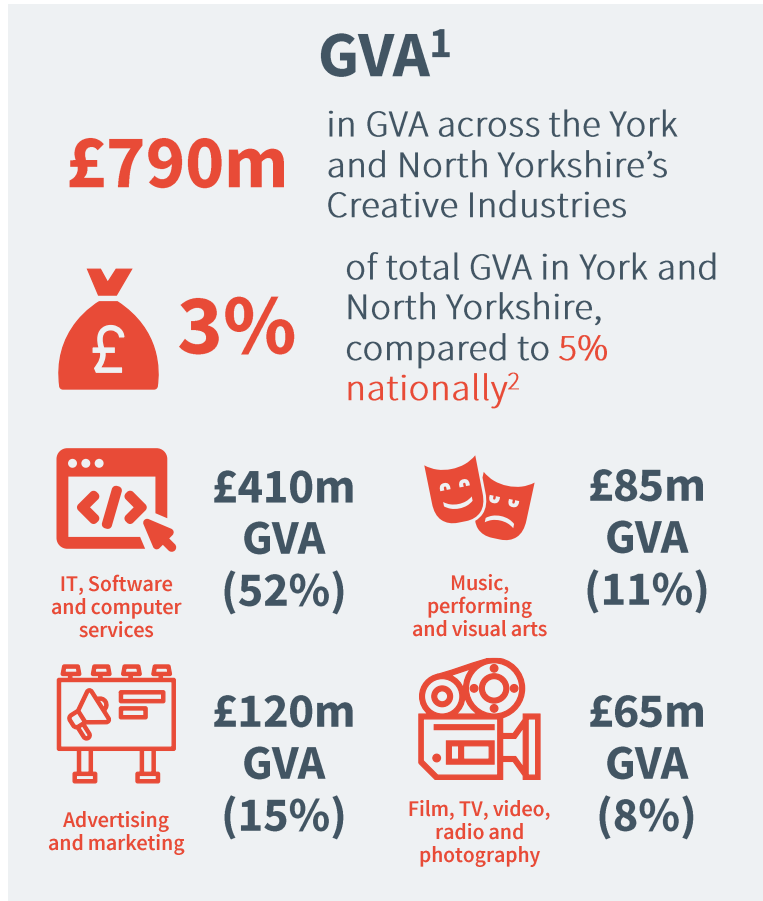 GVA¹
£790m
in GVA across the York
and North Yorkshire’s
Creative Industries
£
3%
of total GVA in York and
North Yorkshire,
compared to 5%
nationally²
</>
IT, Software
and computer
services
£410m
GVA
(52%)
Music,
performing
and visual arts
£85m
GVA
(11%)
Advertising
and marketing
£120m
GVA
(15%)
Film, TV, video,
radio and
photography
£65m
GVA
(8%)